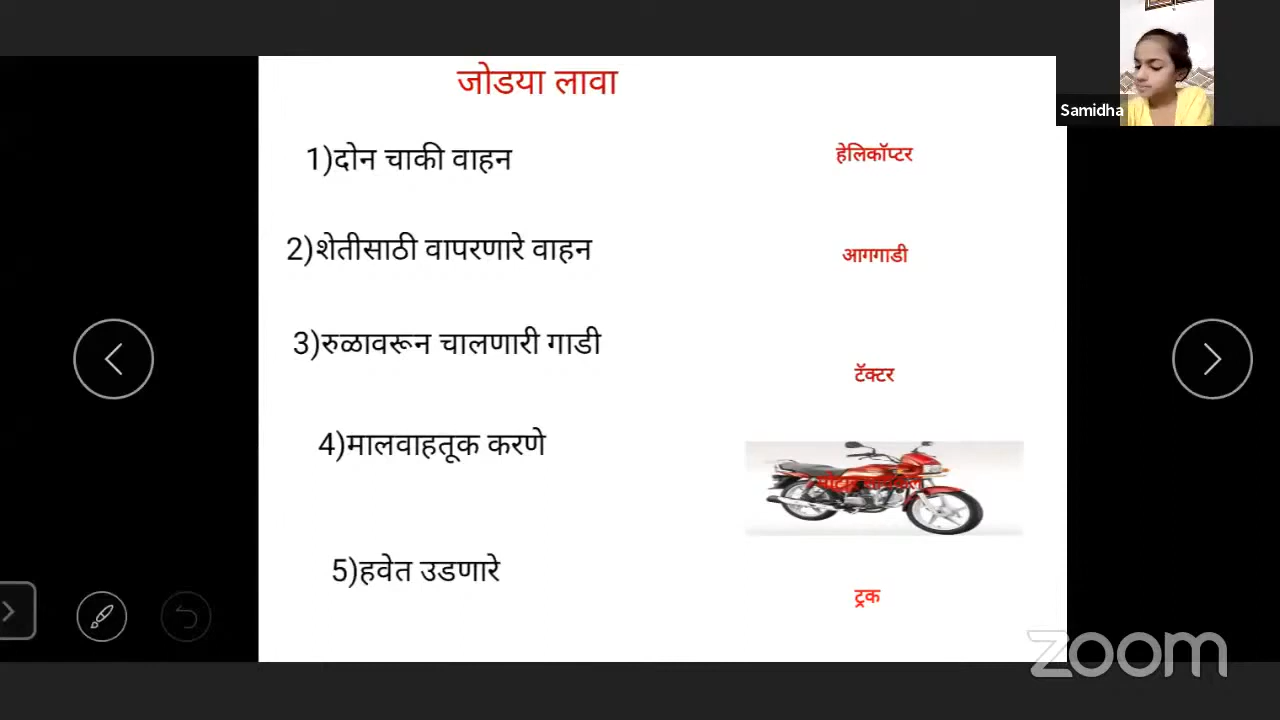 जोडया लावा
Samidha
1)दोन चाकी वाहन
हेलिकॉप्टर
2)शेतीसाठी वापरणारे वाहन
आगगाडी
3)रुळावरून चालणारी गाडी
टॅक्टर
4)मालवाहतूक करणे
मोटार सायकल
5)हवेत उडणारे
ट्रक
zoom